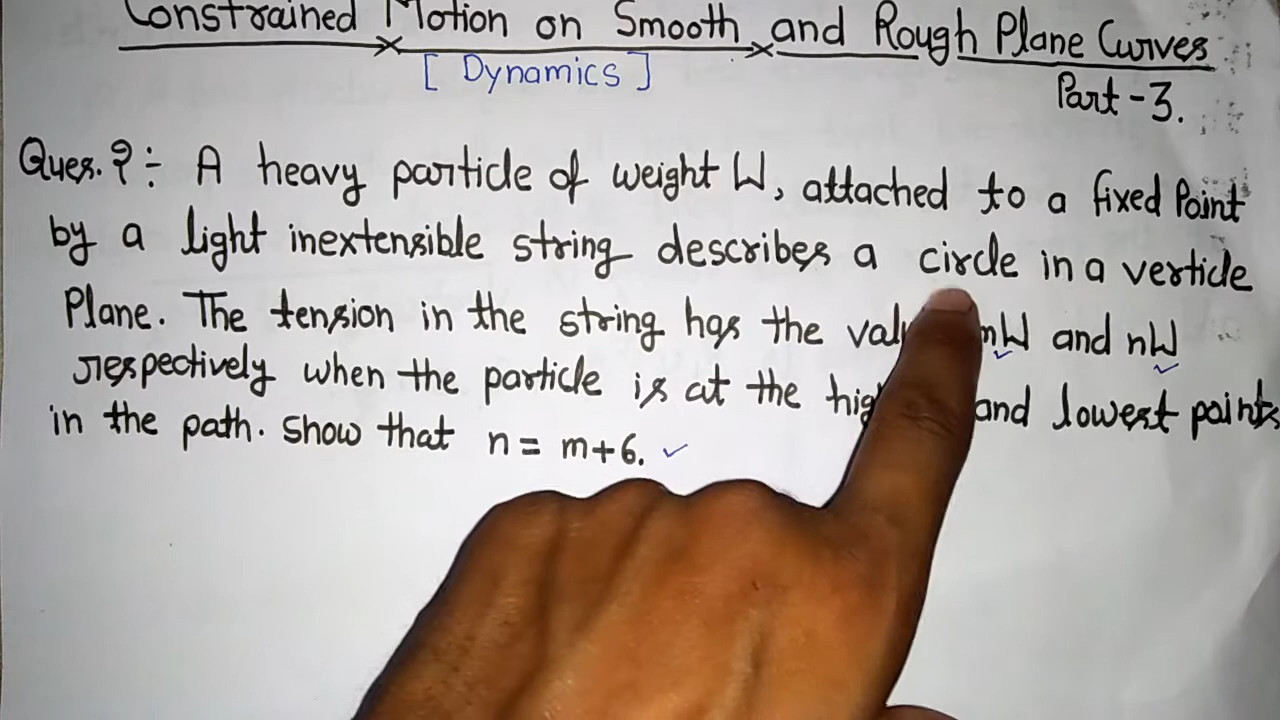 Constrained Motion on Smooth and Rough Plane Curves
[ Dynamics ]
Part - 3.
Ques. ? :- A heavy particle of weight W, attached to a fixed Point
by a light inextensible string describes a circle in a verticle
Plane. The tension in the string has the mW and nW
respectively when the particle is at the and lowest points
in the path. Show that n = m+6.